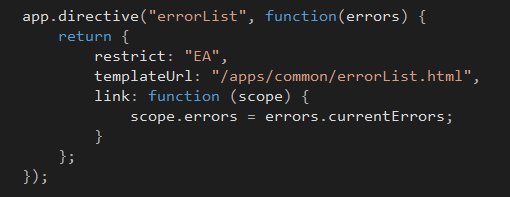 app.directive("errorList", function(errors) {
    return {
        restrict: "EA",
        templateUrl: "/apps/common/errorList.html",
        link: function (scope) {
            scope.errors = errors.currentErrors;
        }
    };
});